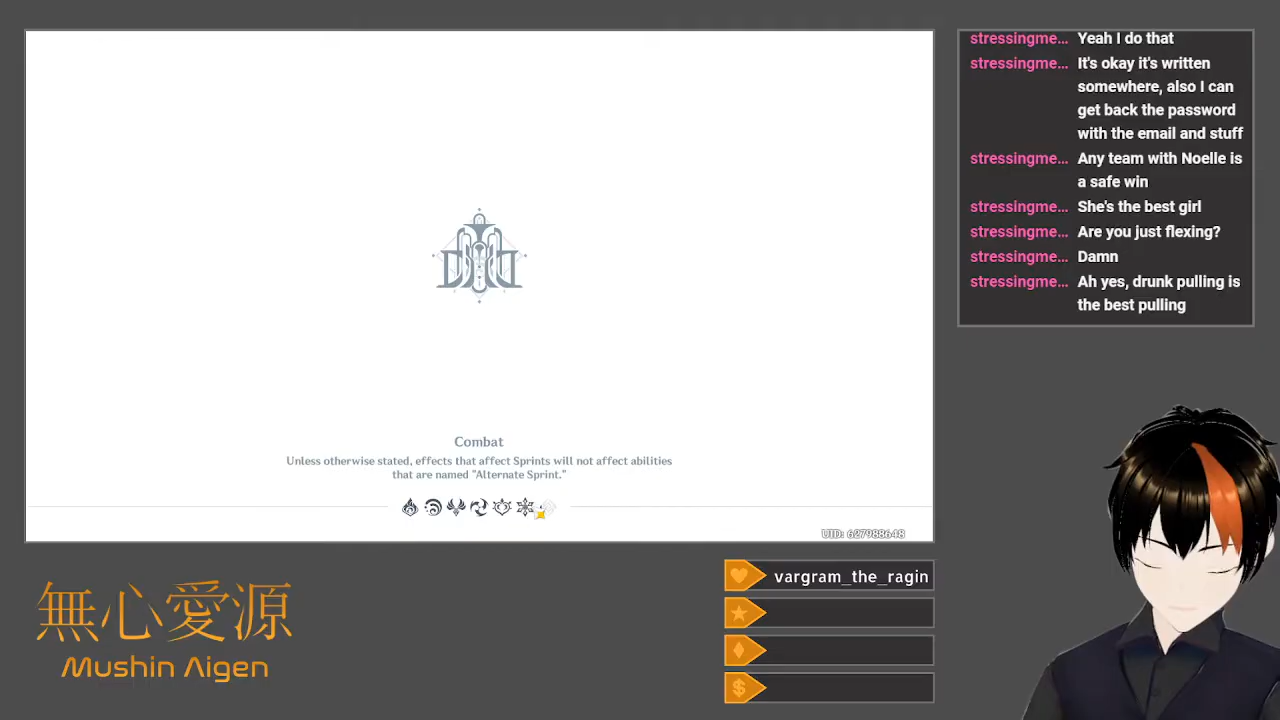 Combat
Unless otherwise stated, effects that affect Sprints will not affect abilities
that are named "Alternate Sprint."
UID: 627988648
stressingme... Yeah I do that
stressingme... It's okay it's written
somewhere, also I can
get back the password
with the email and stuff
stressingme... Any team with Noelle is
a safe win
stressingme... She's the best girl
stressingme... Are you just flexing?
stressingme... Damn
stressingme... Ah yes, drunk pulling is
the best pulling
vargram_the_ragin
無心愛源
Mushin Aigen